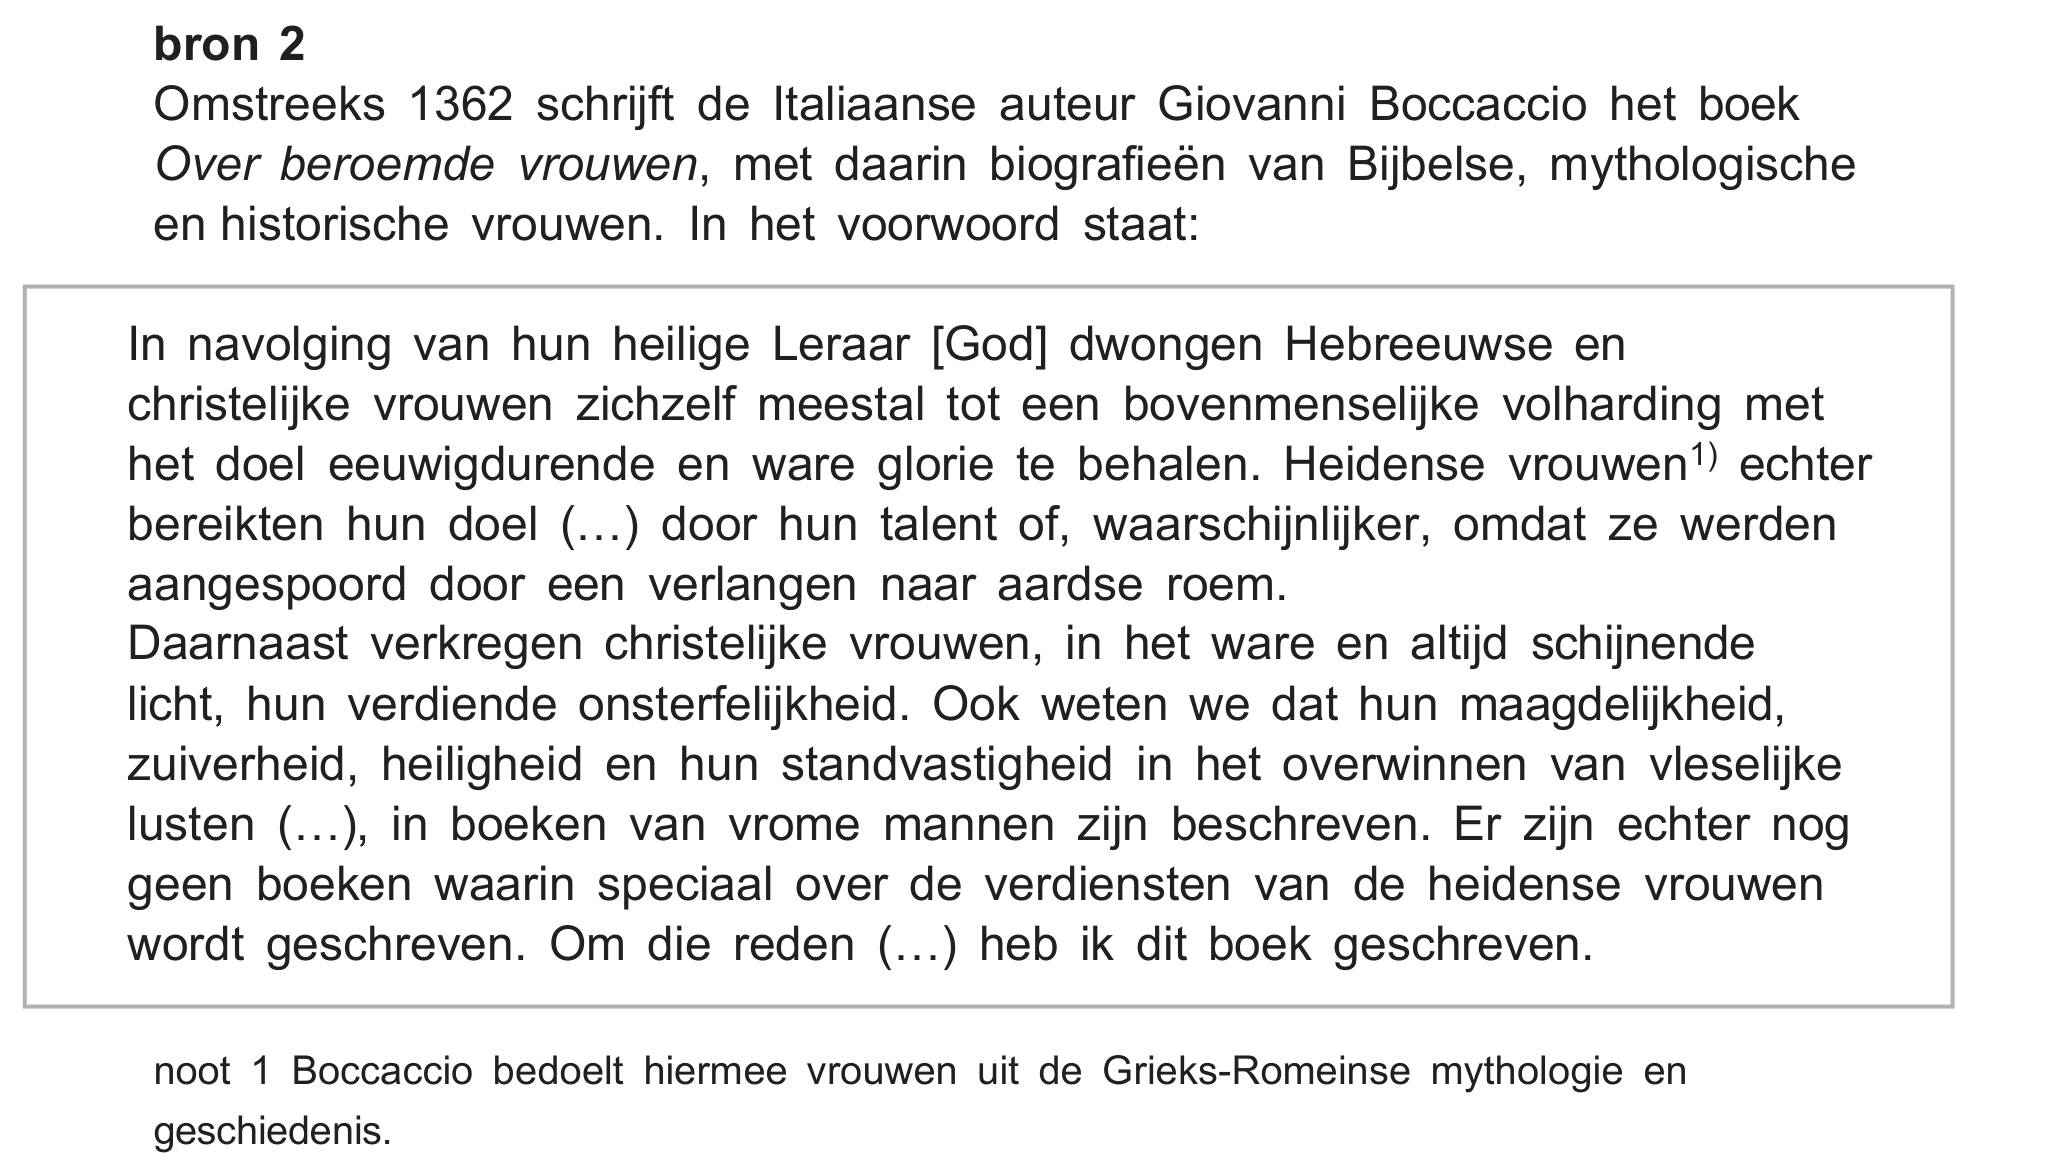 bron 2
Omstreeks 1362 schrijft de Italiaanse auteur Giovanni Boccaccio het boek
Over beroemde vrouwen, met daarin biografieën van Bijbelse, mythologische
en historische vrouwen. In het voorwoord staat:
In navolging van hun heilige Leraar [God] dwongen Hebreeuwse en
christelijke vrouwen zichzelf meestal tot een bovenmenselijke volharding met
het doel eeuwigdurende en ware glorie te behalen. Heidense vrouwen1) echter
bereikten hun doel (…) door hun talent of, waarschijnlijker, omdat ze werden
aangespoord door een verlangen naar aardse roem.
Daarnaast verkregen christelijke vrouwen, in het ware en altijd schijnende
licht, hun verdiende onsterfelijkheid. Ook weten we dat hun maagdelijkheid,
zuiverheid, heiligheid en hun standvastigheid in het overwinnen van vleselijke
lusten (…), in boeken van vrome mannen zijn beschreven. Er zijn echter nog
geen boeken waarin speciaal over de verdiensten van de heidense vrouwen
wordt geschreven. Om die reden (…) heb ik dit boek geschreven.
noot 1 Boccaccio bedoelt hiermee vrouwen uit de Grieks-Romeinse mythologie en
geschiedenis.